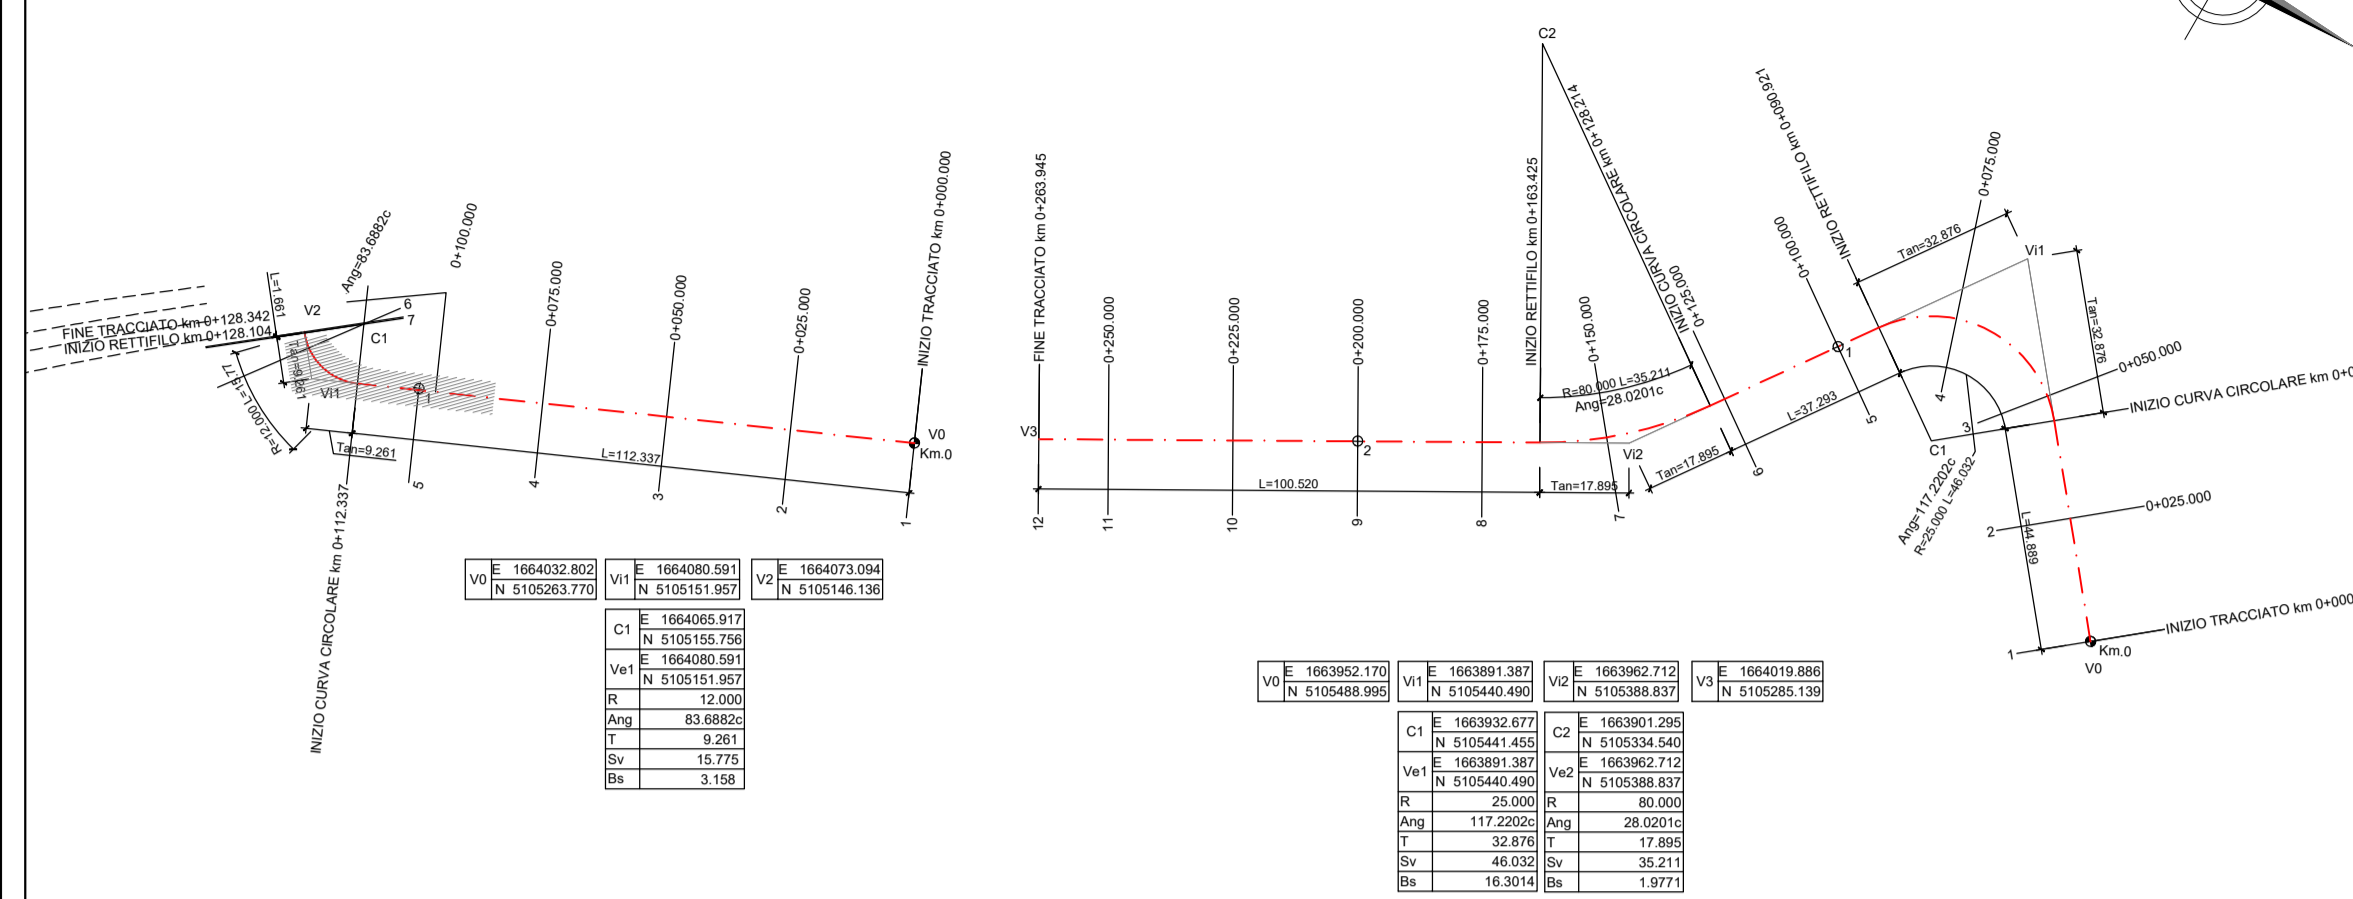 FINE TRACCIATO km 0+128.342
INIZIO RETTIFILO km 0+128.104
L=1.661
V2
Ang=83.6882c
0+100.000
6
7
C1
Tan=9.261
Vi1
1
R=12.000 L=15.77
Tan=9.261
INIZIO CURVA CIRCOLARE km 0+112.337
5
0+075.000
4
0+050.000
3
0+025.000
2
L=112.337
INIZIO TRACCIATO km 0+000.000
V0
Km.0
1
V0 E 1664032.802
N 5105263.770
Vi1 E 1664080.591
N 5105151.957
V2 E 1664073.094
N 5105146.136
C1 E 1664065.917
N 5105155.756
Ve1 E 1664080.591
N 5105151.957
R 12.000
Ang 83.6882c
T 9.261
Sv 15.775
Bs 3.158
FINE TRACCIATO km 0+263.945
V3
12
0+250.000
11
0+225.000
10
0+200.000
2
9
0+175.000
8
L=100.520
INIZIO RETTIFILO km 0+163.425
C2
INIZIO CURVA CIRCOLARE km 0+128.214
0+125.000
0+150.000
R=80.000 L=35.211
Ang=28.0201c
Vi2
Tan=17.895
7
Tan=17.895
6
L=37.293
INIZIO RETTIFILO km 0+090.921
0+100.000
1
5
0+075.000
4
Tan=32.876
Vi1
Tan=32.876
0+050.000
3
INIZIO CURVA CIRCOLARE km 0+0
C1
Ang=117.2202c
R=25.000 L=46.032
0+025.000
2
L=44.889
INIZIO TRACCIATO km 0+000
1
Km.0
V0
V0 E 1663952.170
N 5105488.995
Vi1 E 1663891.387
N 5105440.490
Vi2 E 1663962.712
N 5105388.837
V3 E 1664019.886
N 5105285.139
C1 E 1663932.677
N 5105441.455
Ve1 E 1663891.387
N 5105440.490
R 25.000
Ang 117.2202c
T 32.876
Sv 46.032
Bs 16.3014
C2 E 1663901.295
N 5105334.540
Ve2 E 1663962.712
N 5105388.837
R 80.000
Ang 28.0201c
T 17.895
Sv 35.211
Bs 1.9771